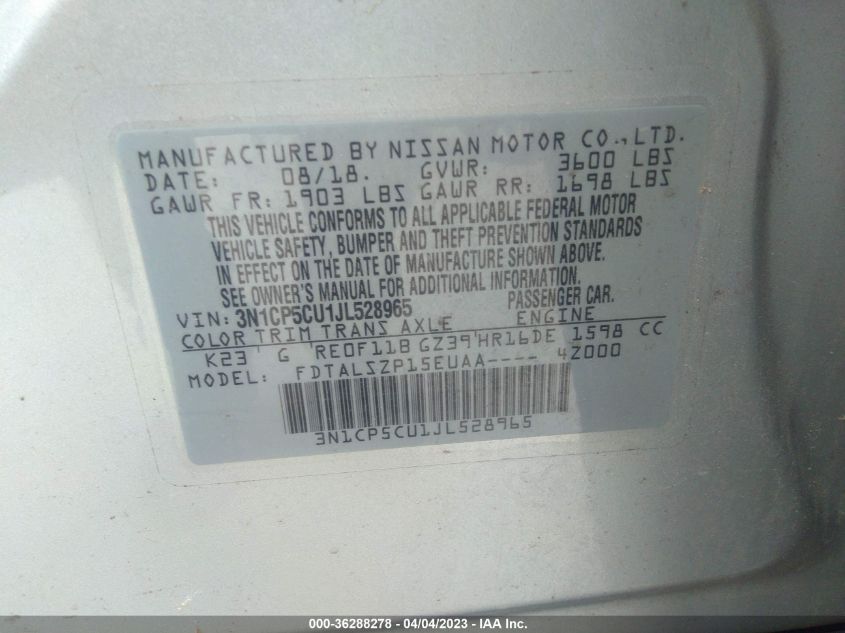 MANUFACTURED BY NISSAN MOTOR CO., LTD.
DATE: 08/18. GVWR: 3600 LBS
GAWR FR: 1903 LBS GAWR RR: 1698 LBS
THIS VEHICLE CONFORMS TO ALL APPLICABLE FEDERAL MOTOR
VEHICLE SAFETY, BUMPER AND THEFT PREVENTION STANDARDS
IN EFFECT ON THE DATE OF MANUFACTURE SHOWN ABOVE.
SEE OWNER'S MANUAL FOR ADDITIONAL INFORMATION.
VIN: 3N1CP5CU1JL528965 PASSENGER CAR.
COLOR TRIM TRANS AXLE ENGINE
K23 G RE0F11B GZ39 HR16DE 1598 CC
MODEL: FDTALSZP15EUAA---- 4Z000
3N1CP5CU1JL528965
000-36288278 - 04/04/2023 - IAA Inc.